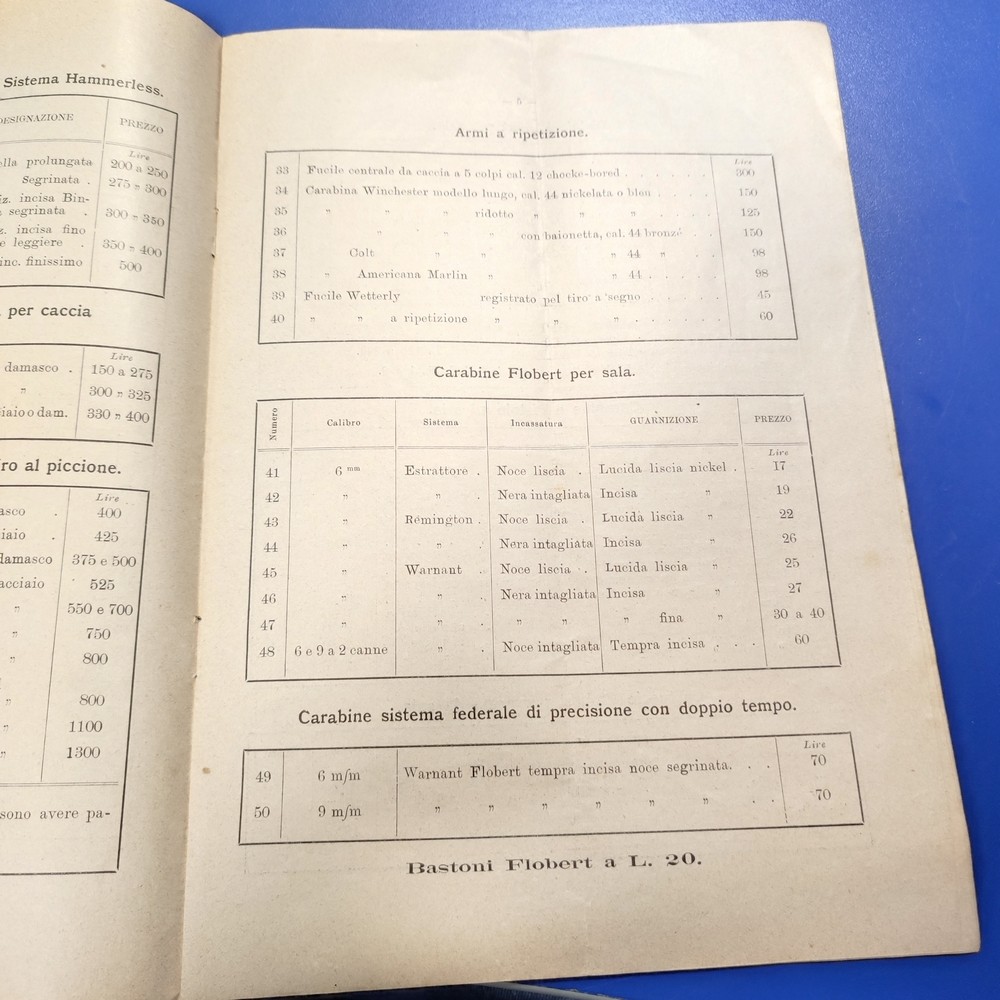 Sistema Hammerless.
DESIGNAZIONE PREZZO
Lire
ella prolungata 200 a 250
Segrinata . 275 „ 300
iz. incisa Bin-
segrinata . 300 - 350
z. incisa fino
e leggiere . 350 - 400
inc. finissimo 500
per caccia
Lire
damasco . 150 a 275
„ 300 „ 325
ciaio o dam. 330 „ 400
ro al piccione.
Lire
asco . 400
iaio . 425
damasco 375 e 500
acciaio 525
„ 550 e 700
„ 750
„ 800
„ 800
„ 1100
„ 1300
sono avere pa-
— 5 —
Armi a ripetizione.
Lire
33 Fucile centrale da caccia a 5 colpi cal. 12 chocke-bored . . . . . . 300
34 Carabina Winchester modello lungo, cal. 44 nickelata o bleu . . . . 150
35 „ „ „ ridotto „ „ „ . . . . 125
36 „ „ „ con baionetta, cal. 44 bronzé . . 150
37 Colt „ „ „ 44 „ . . . 98
38 „ Americana Marlin „ „ 44 . . . . 98
39 Fucile Wetterly registrato pel tiro a segno . . . . . 45
40 „ „ a ripetizione „ „ „ . . . . . . 60
Carabine Flobert per sala.
Numero Calibro Sistema Incassatura GUARNIZIONE PREZZO
Lire
41 6 mm Estrattore . Noce liscia . Lucida liscia nickel . 17
42 „ „ . Nera intagliata Incisa „ 19
43 „ Rémington . Noce liscia . Lucida liscia „ 22
44 „ „ . Nera intagliata Incisa „ 26
45 „ Warnant . Noce liscia . Lucida liscia „ 25
46 „ „ . Nera intagliata Incisa „ 27
47 „ „ . „ „ „ fina „ 30 a 40
48 6 e 9 a 2 canne „ . Noce intagliata Tempra incisa . . . 60
Carabine sistema federale di precisione con doppio tempo.
Lire
49 6 m/m Warnant Flobert tempra incisa noce segrinata. . . 70
50 9 m/m „ „ „ „ „ „ . . 70
Bastoni Flobert a L. 20.